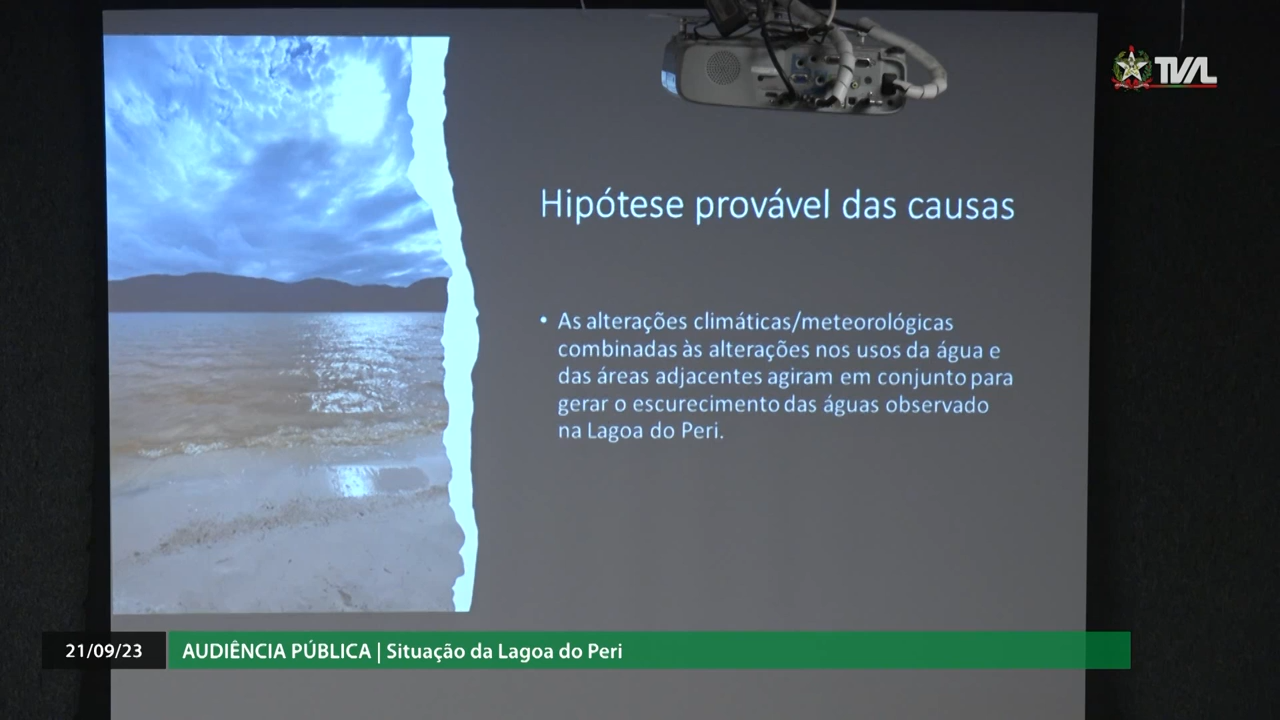 TVAL
Hipótese provável das causas
• As alterações climáticas/meteorológicas
combinadas às alterações nos usos da água e
das áreas adjacentes agiram em conjunto para
gerar o escurecimento das águas observado
na Lagoa do Peri.
21/09/23
AUDIÊNCIA PÚBLICA | Situação da Lagoa do Peri